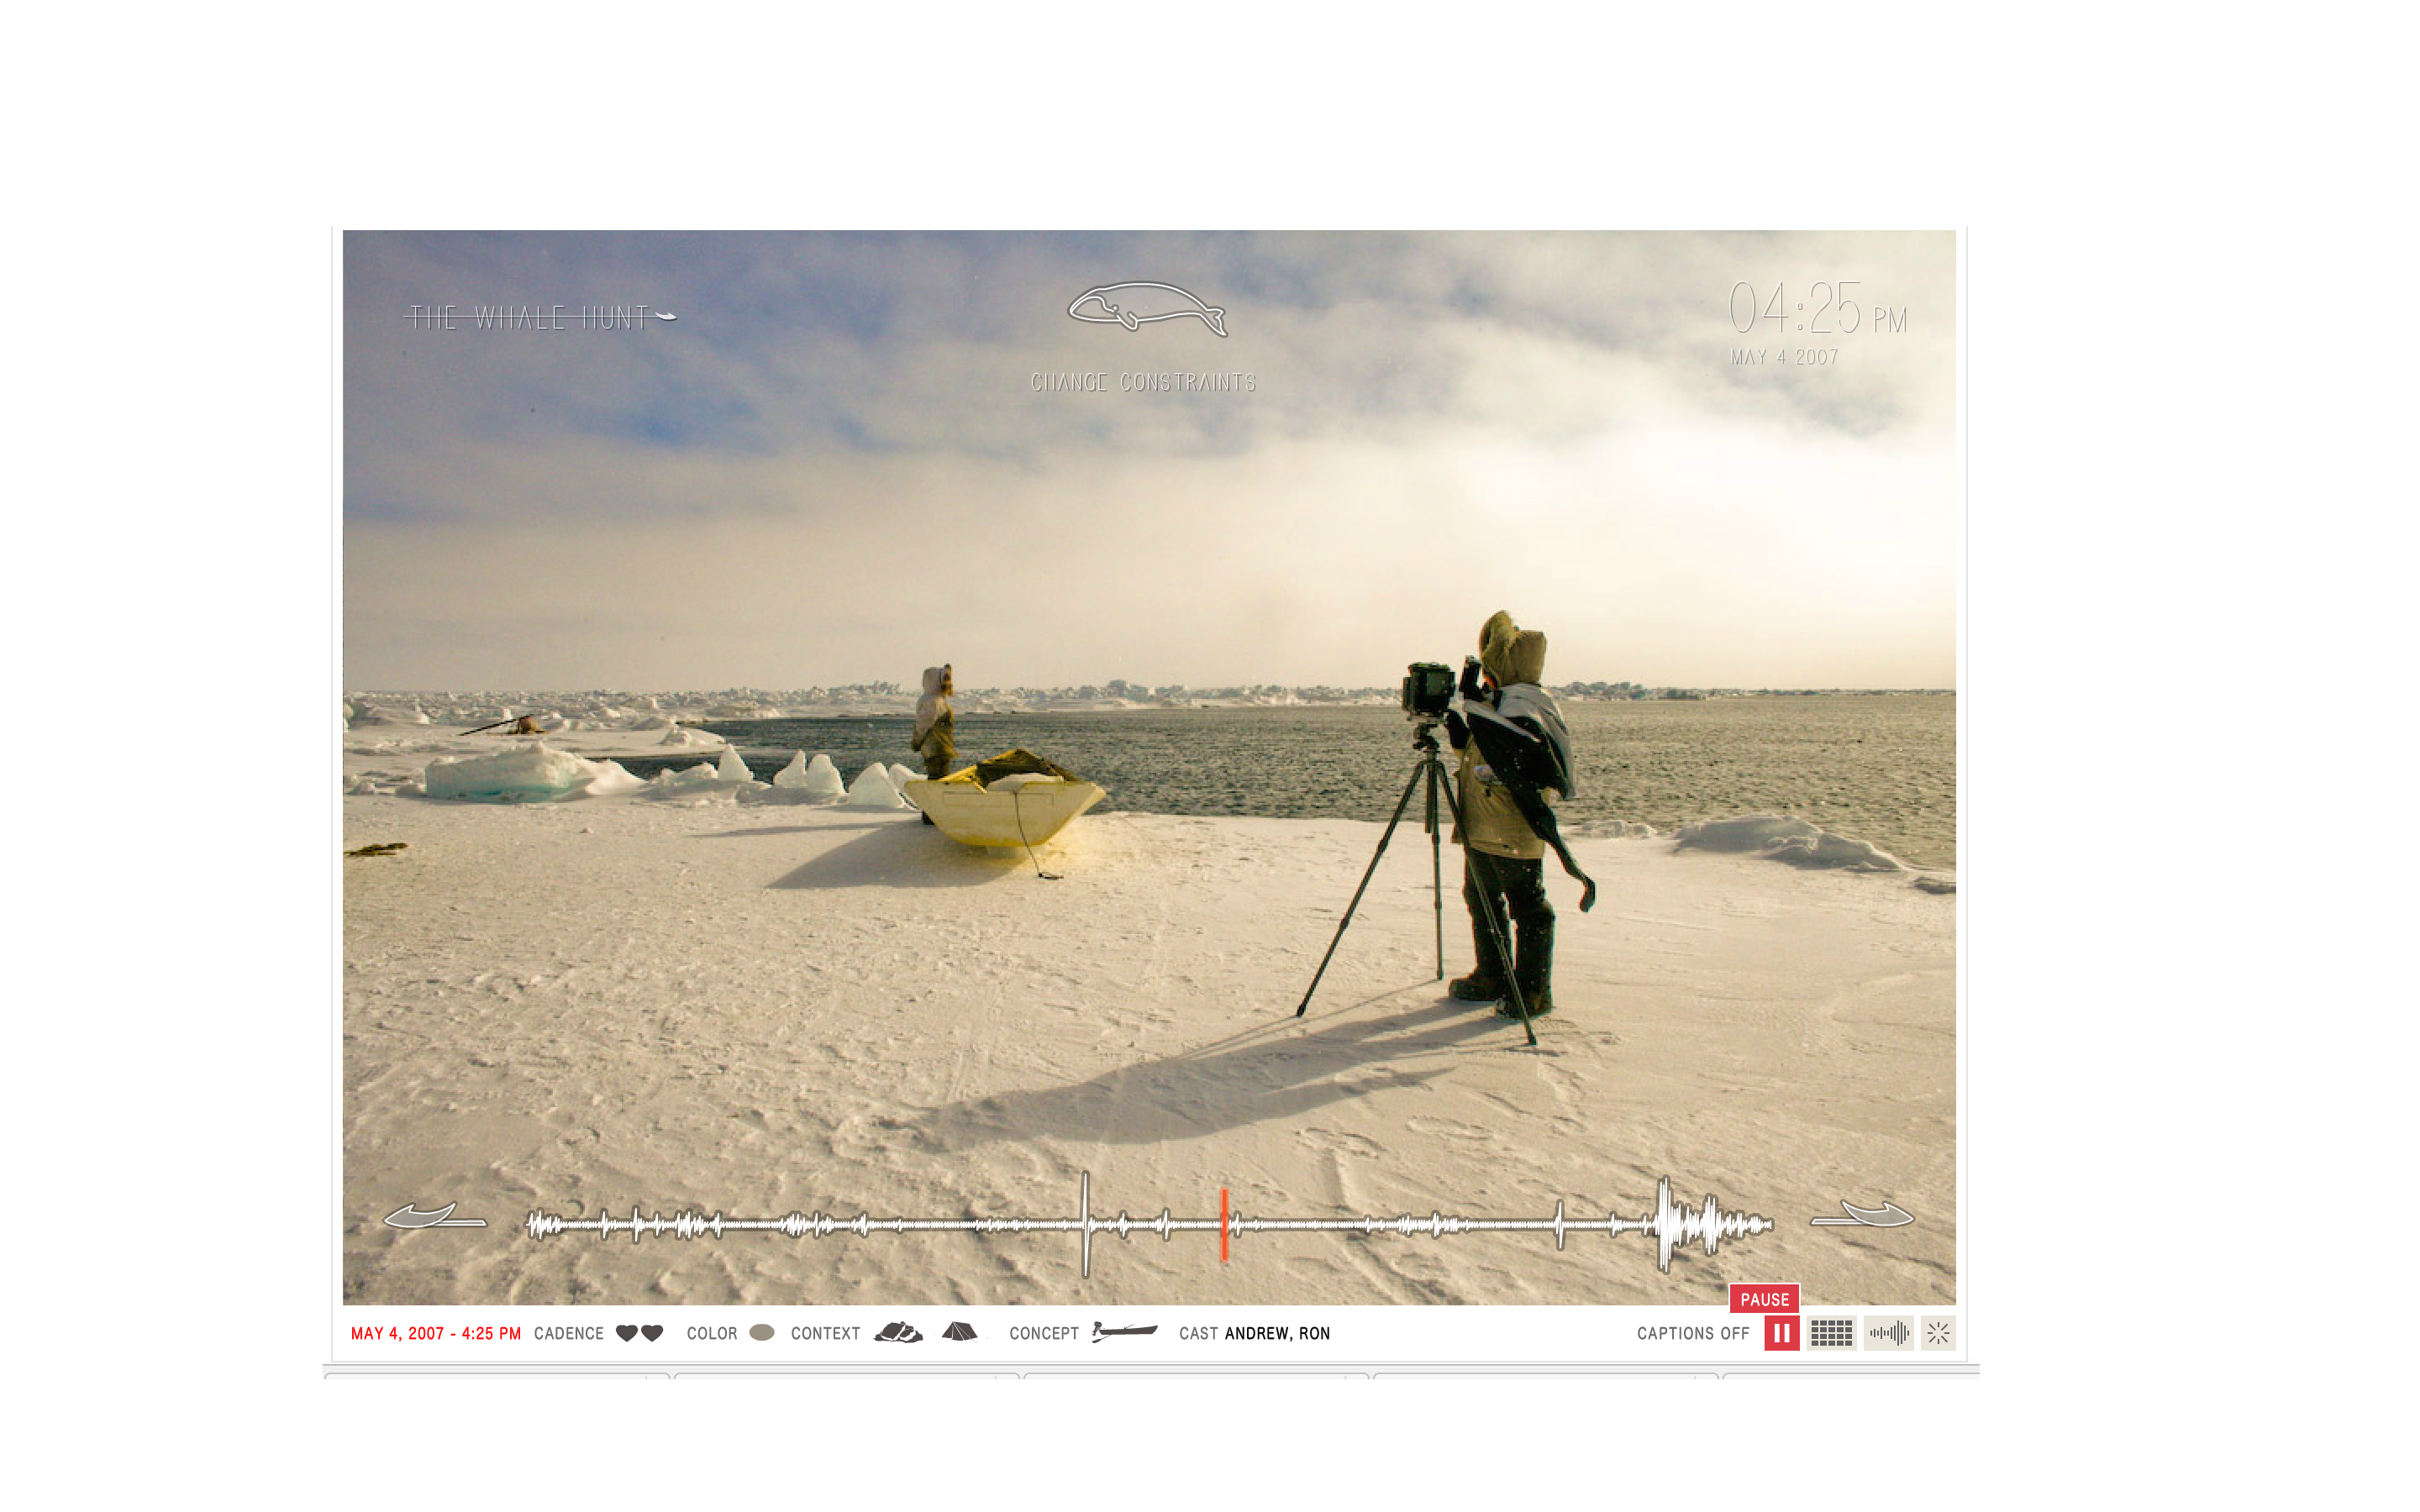 THE WHALE HUNT
CHANGE CONSTRAINTS
04:25 PM
MAY 4 2007
PAUSE
MAY 4, 2007 - 4:25 PM CADENCE COLOR CONTEXT CONCEPT CAST ANDREW, RON CAPTIONS OFF